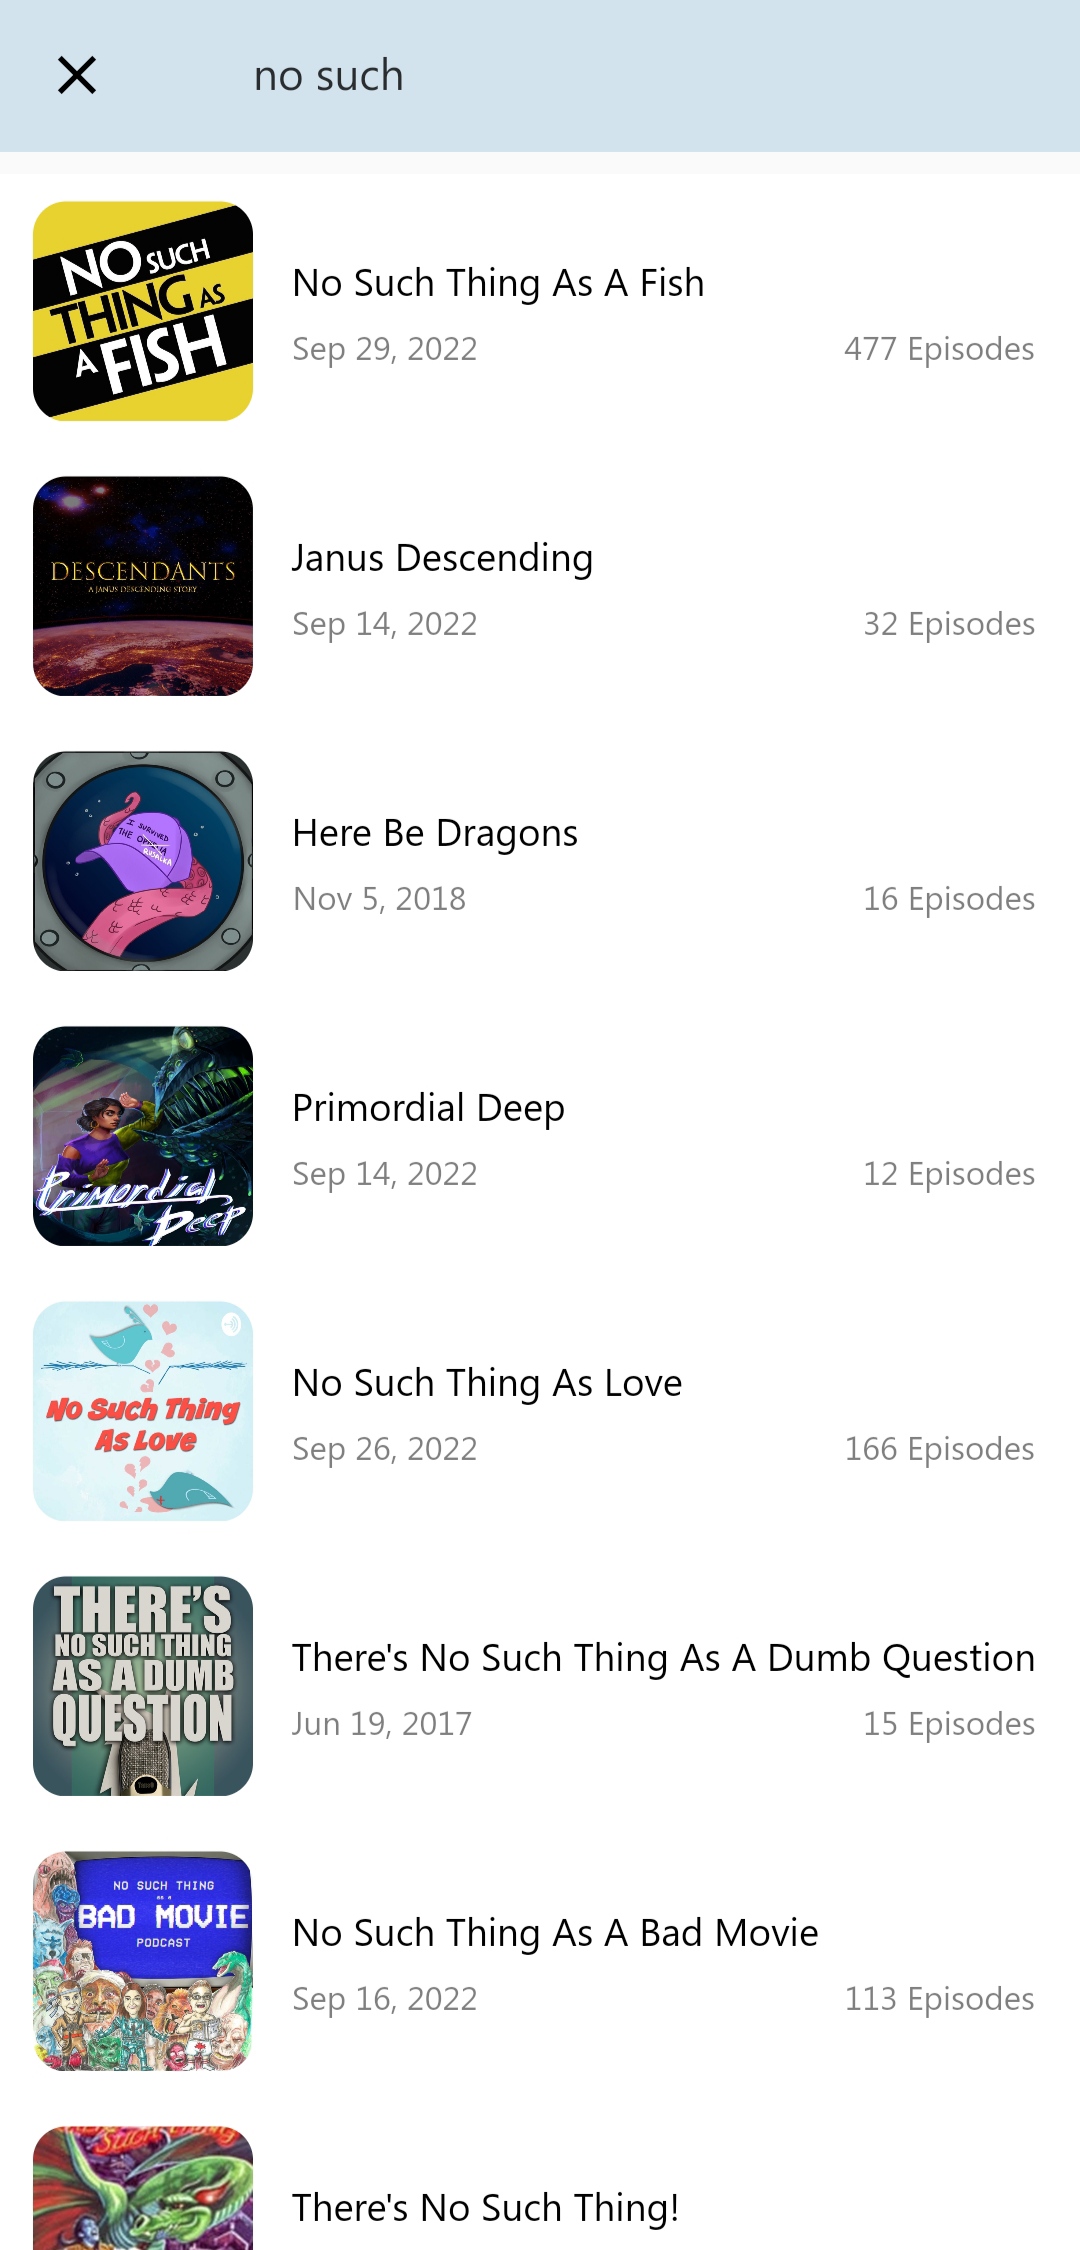 no such
NO SUCH
THING AS
A FISH
No Such Thing As A Fish
Sep 29, 2022
477 Episodes
DESCENDANTS
A JANUS DESCENDING STORY
Janus Descending
Sep 14, 2022
32 Episodes
I SURVIVED
THE
RUSALKA
Here Be Dragons
Nov 5, 2018
16 Episodes
Primordial
Deep
Primordial Deep
Sep 14, 2022
12 Episodes
No Such Thing
As Love
No Such Thing As Love
Sep 26, 2022
166 Episodes
THERE'S
NO SUCH THING
AS A DUMB
QUESTION
There's No Such Thing As A Dumb Question
Jun 19, 2017
15 Episodes
NO SUCH THING
AS A
BAD MOVIE
PODCAST
No Such Thing As A Bad Movie
Sep 16, 2022
113 Episodes
There's No Such Thing!